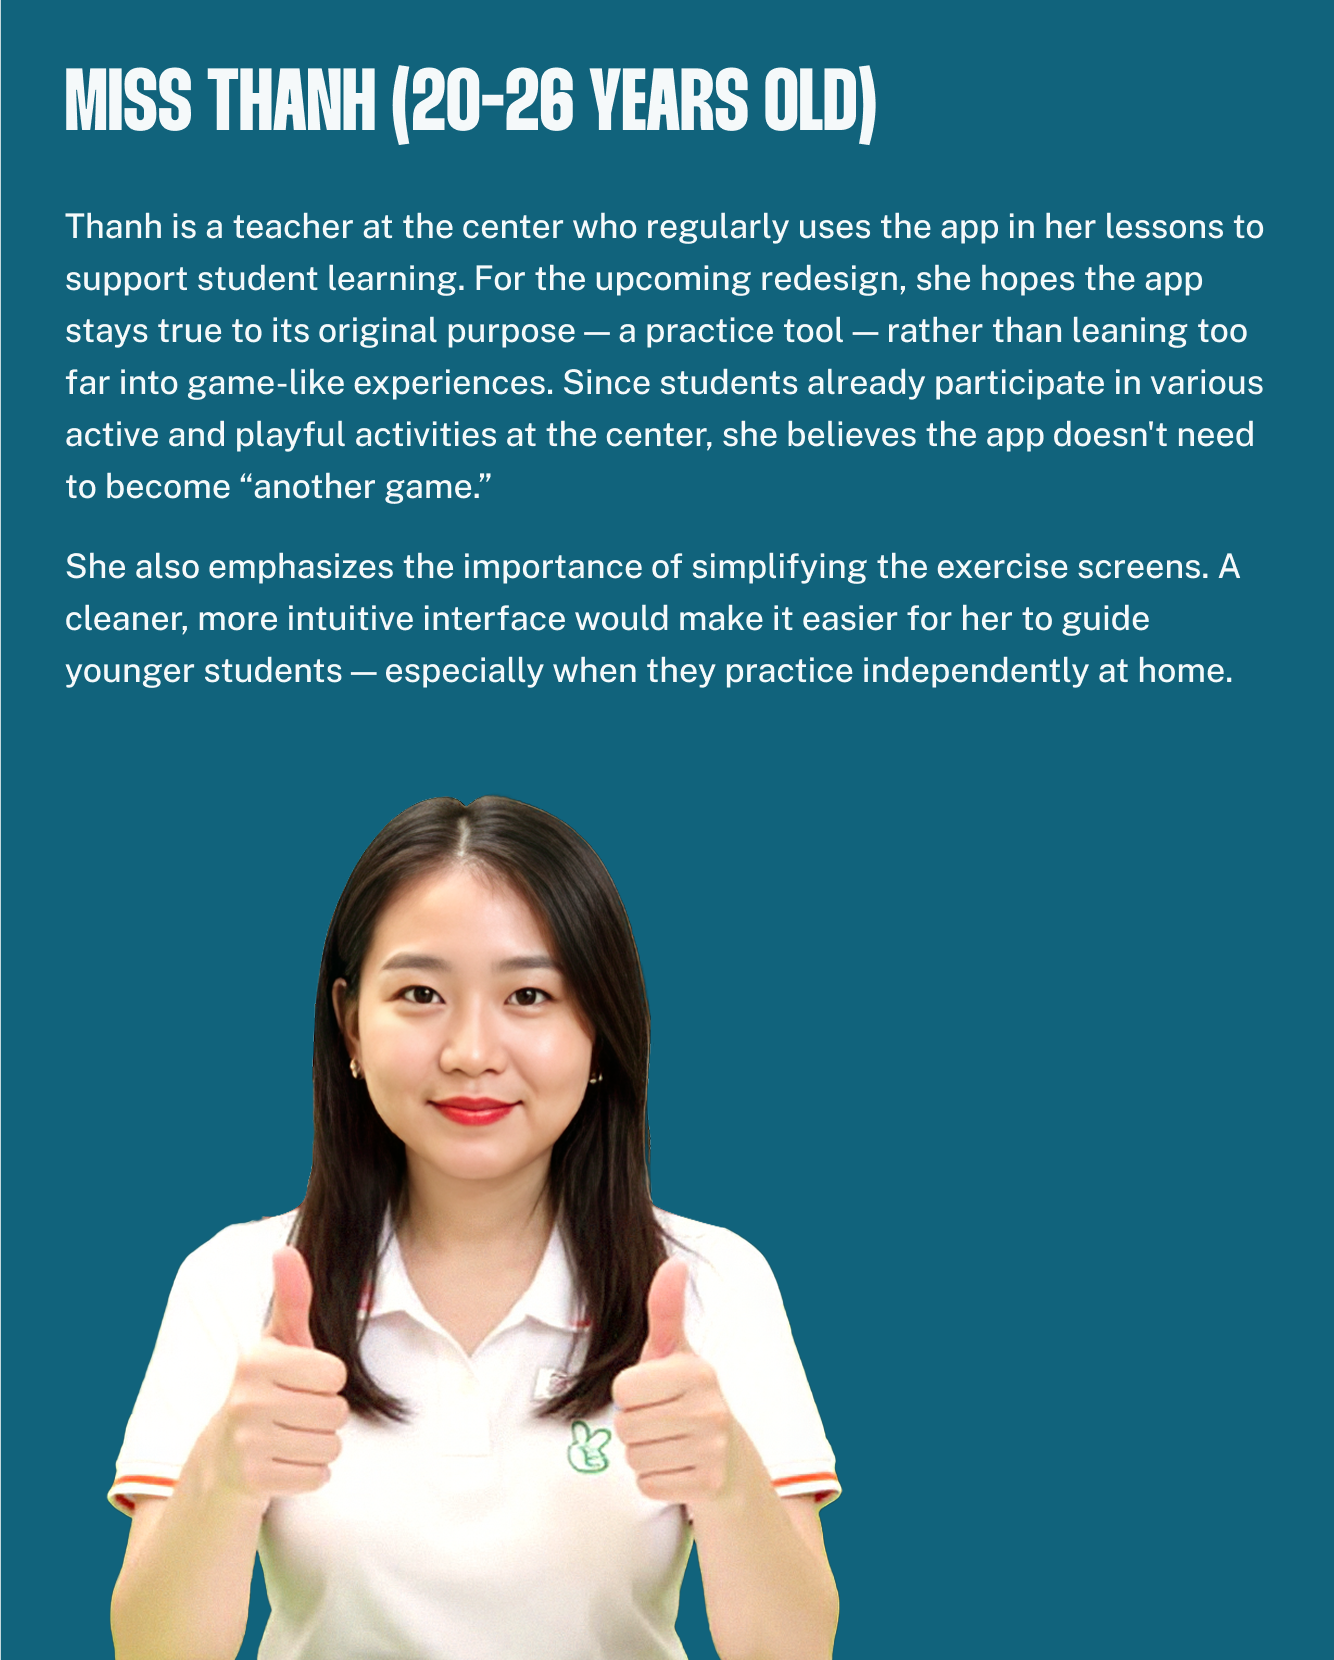 MISS THANH (20-26 YEARS OLD)
Thanh is a teacher at the center who regularly uses the app in her lessons to
support student learning. For the upcoming redesign, she hopes the app
stays true to its original purpose — a practice tool — rather than leaning too
far into game-like experiences. Since students already participate in various
active and playful activities at the center, she believes the app doesn't need
to become “another game.”
She also emphasizes the importance of simplifying the exercise screens. A
cleaner, more intuitive interface would make it easier for her to guide
younger students — especially when they practice independently at home.